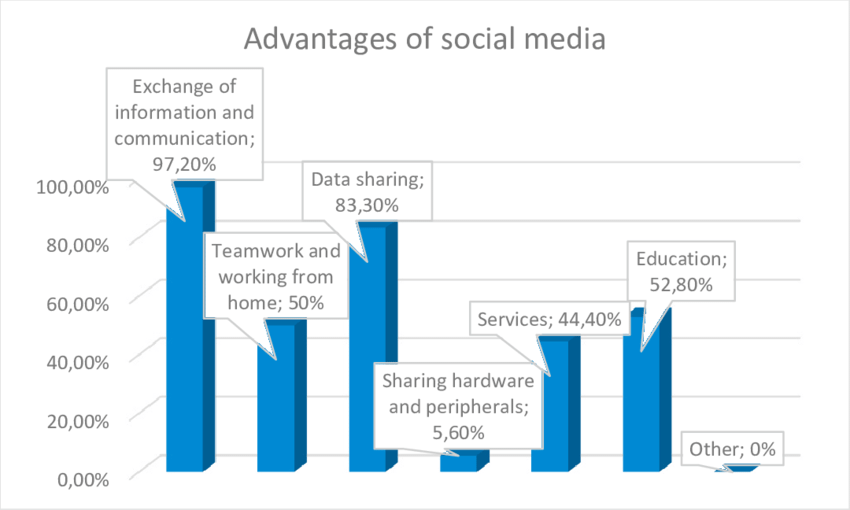 Advantages of social media
Exchange of
information and
communication;
97,20%
Data sharing;
83,30%
Teamwork and
working from
home; 50%
Education;
52,80%
Services; 44,40%
Sharing hardware
and peripherals;
5,60%
Other; 0%
100,00%
80,00%
60,00%
40,00%
20,00%
0,00%